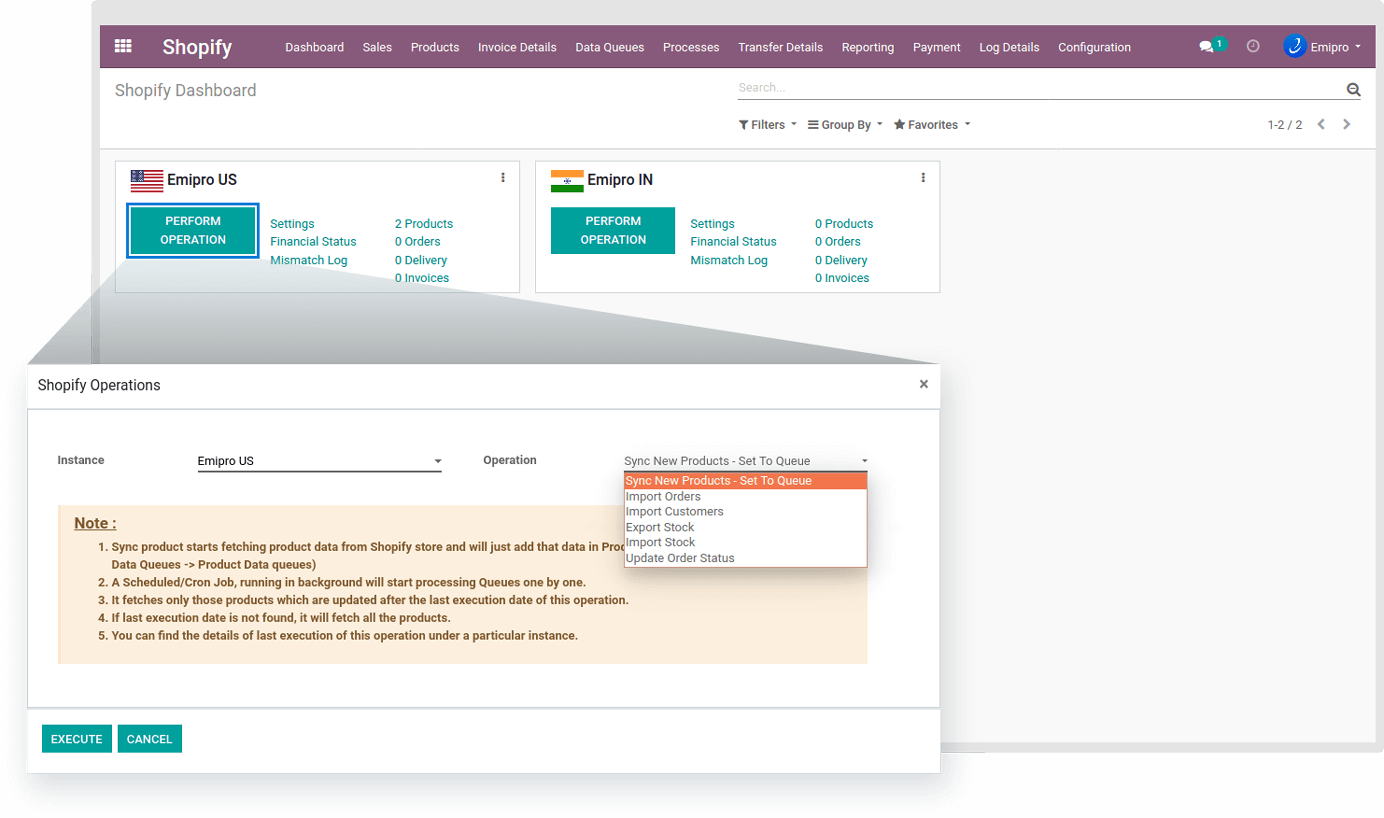 Shopify Dashboard Sales Products Invoice Details Data Queues Processes Transfer Details Reporting Payment Log Details Configuration 1 Emipro
Shopify Dashboard
Search...
Filters Group By Favorites 1-2 / 2
Emipro US
PERFORM OPERATION
Settings 2 Products
Financial Status 0 Orders
Mismatch Log 0 Delivery
0 Invoices
Emipro IN
PERFORM OPERATION
Settings 0 Products
Financial Status 0 Orders
Mismatch Log 0 Delivery
0 Invoices
Shopify Operations ×
Instance Emipro US Operation Sync New Products - Set To Queue
Sync New Products - Set To Queue
Import Orders
Import Customers
Export Stock
Import Stock
Update Order Status
Note :
1. Sync product starts fetching product data from Shopify store and will just add that data in
Data Queues -> Product Data queues)
2. A Scheduled/Cron Job, running in background will start processing Queues one by one.
3. It fetches only those products which are updated after the last execution date of this operation.
4. If last execution date is not found, it will fetch all the products.
5. You can find the details of last execution of this operation under a particular instance.
EXECUTE CANCEL